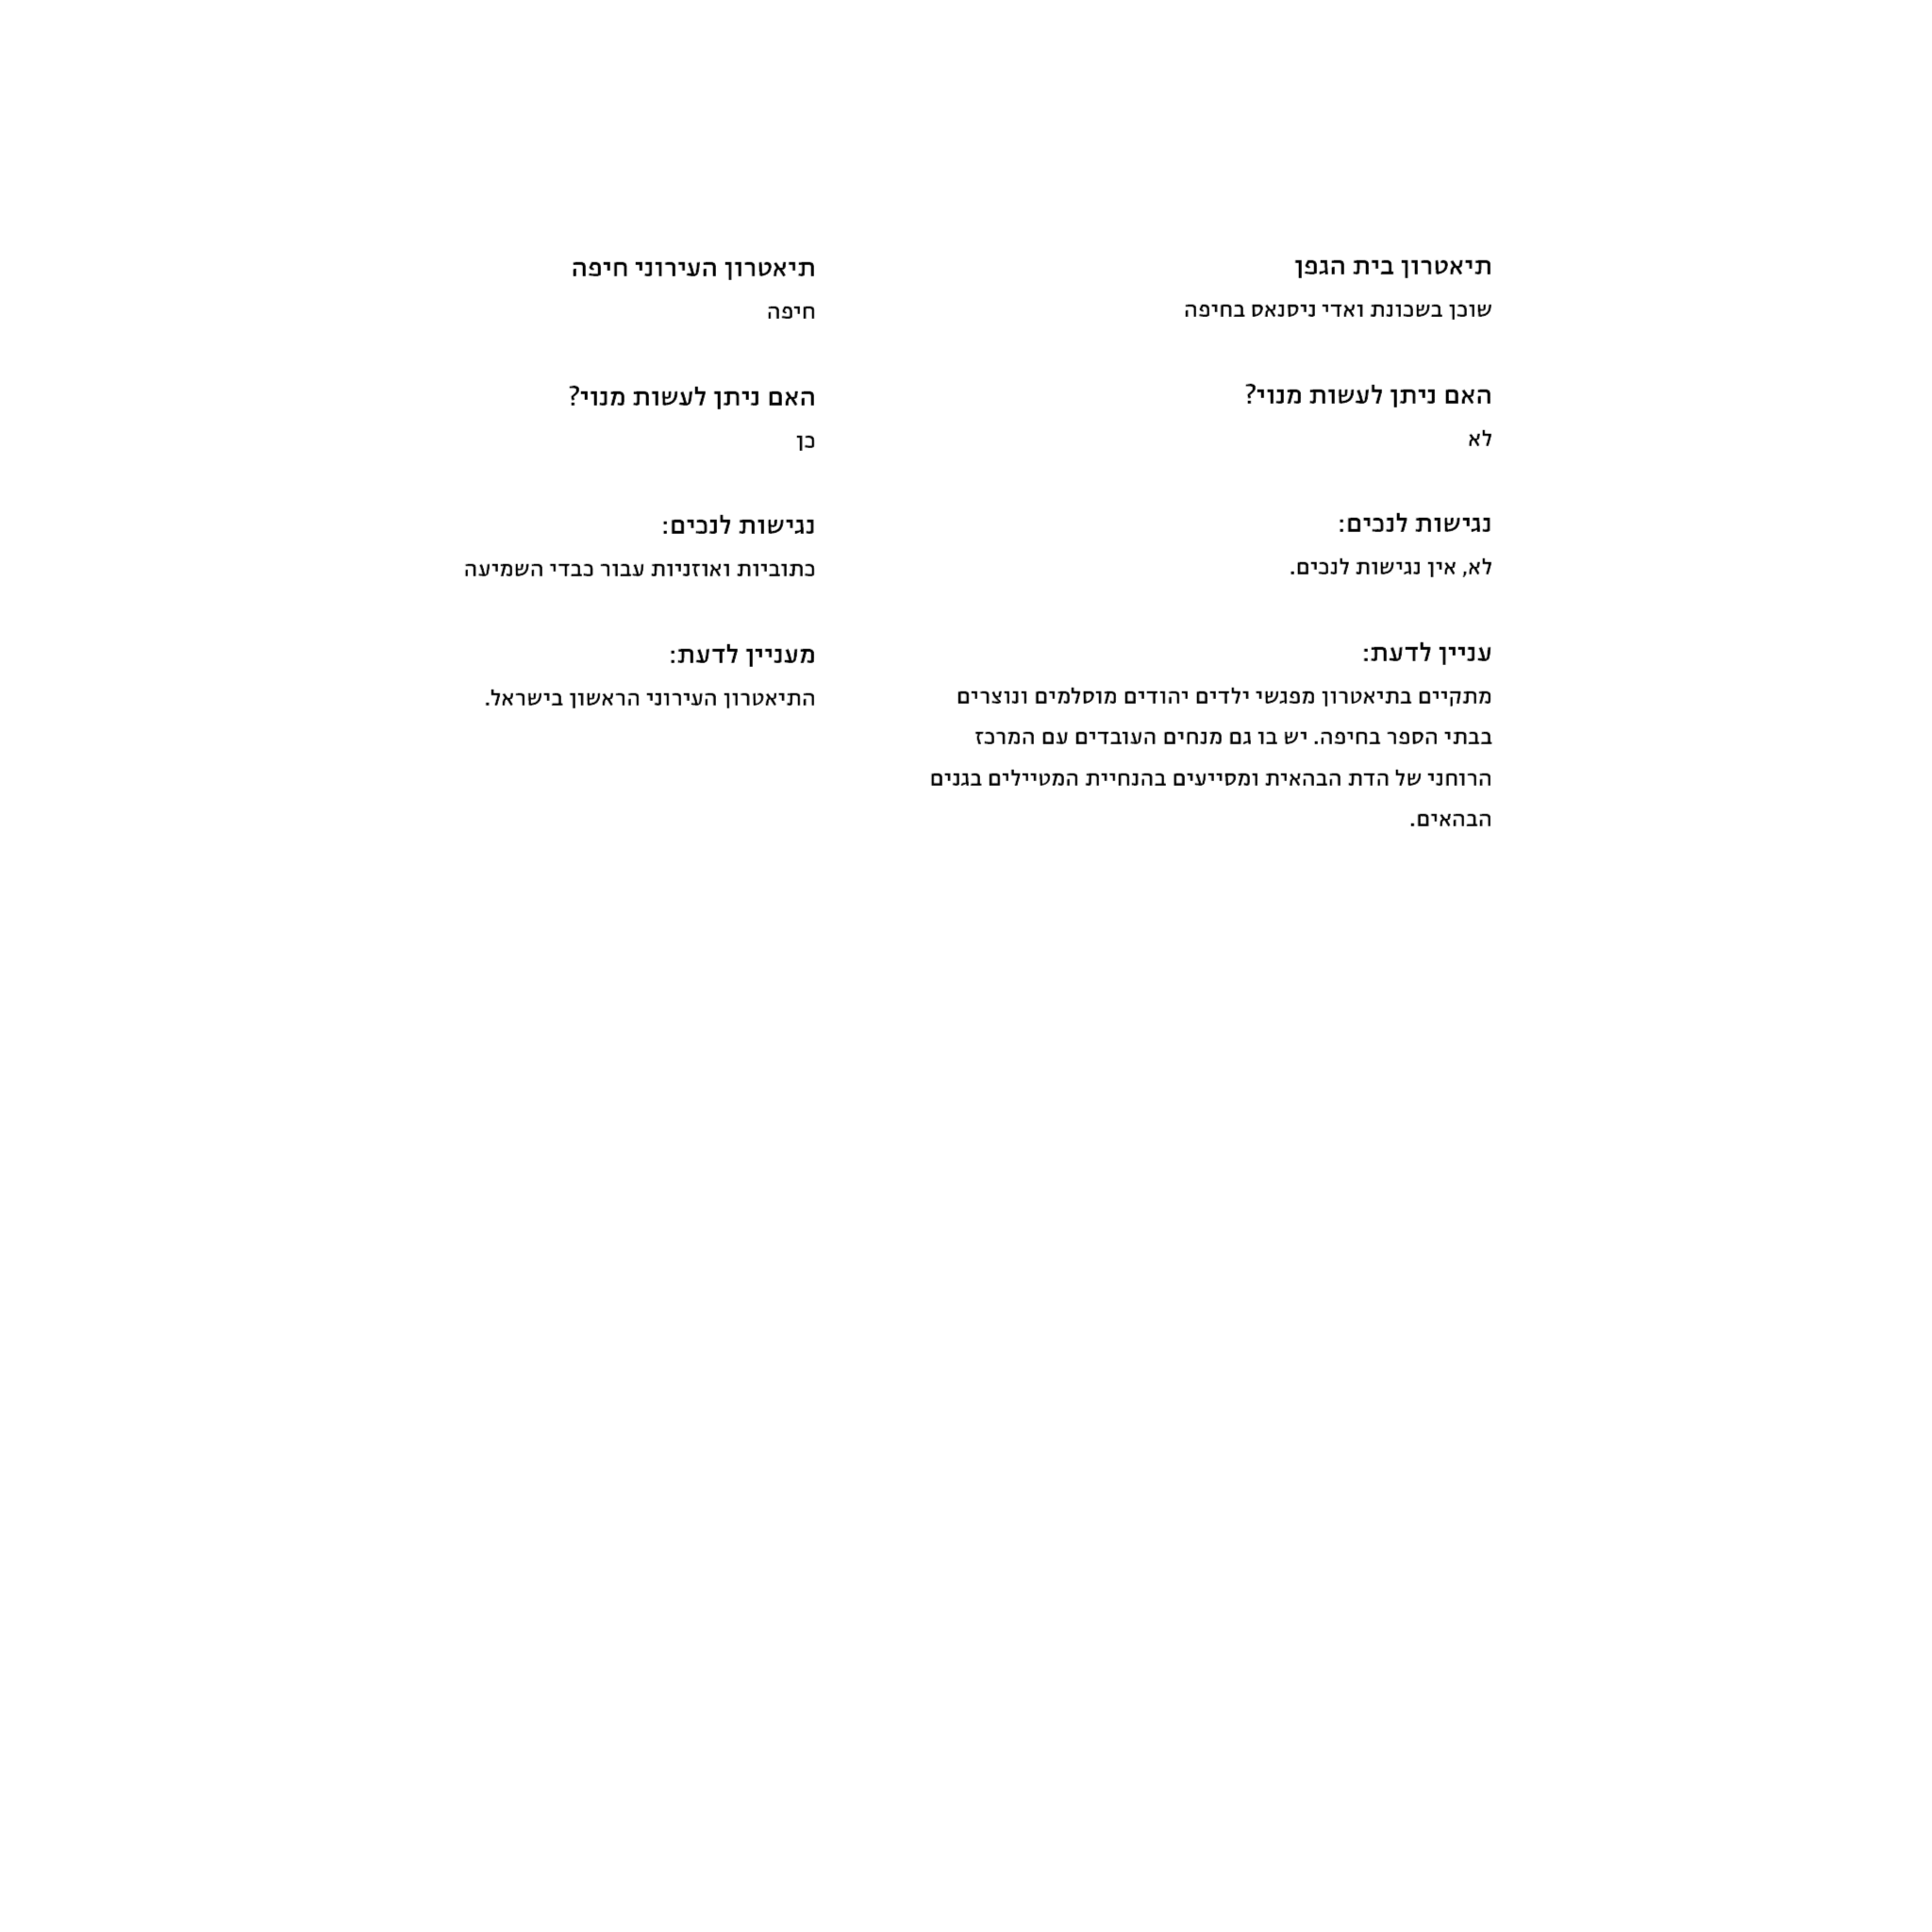 תיאטרון בית הגפן
שוכן בשכונת ואדי ניסנאס בחיפה
האם ניתן לעשות מנוי?
לא
נגישות לנכים:
לא, אין נגישות לנכים.
עניין לדעת:
מתקיים בתיאטרון מפגשי ילדים יהודים מוסלמים ונוצרים
בבתי הספר בחיפה. יש בו גם מנחים העובדים עם המרכז
הרוחני של הדת הבהאית ומסייעים בהנחיית המטיילים בגנים
הבהאים.
תיאטרון העירוני חיפה
חיפה
האם ניתן לעשות מנוי?
כן
נגישות לנכים:
כתוביות ואוזניות עבור כבדי השמיעה
מעניין לדעת:
התיאטרון העירוני הראשון בישראל.